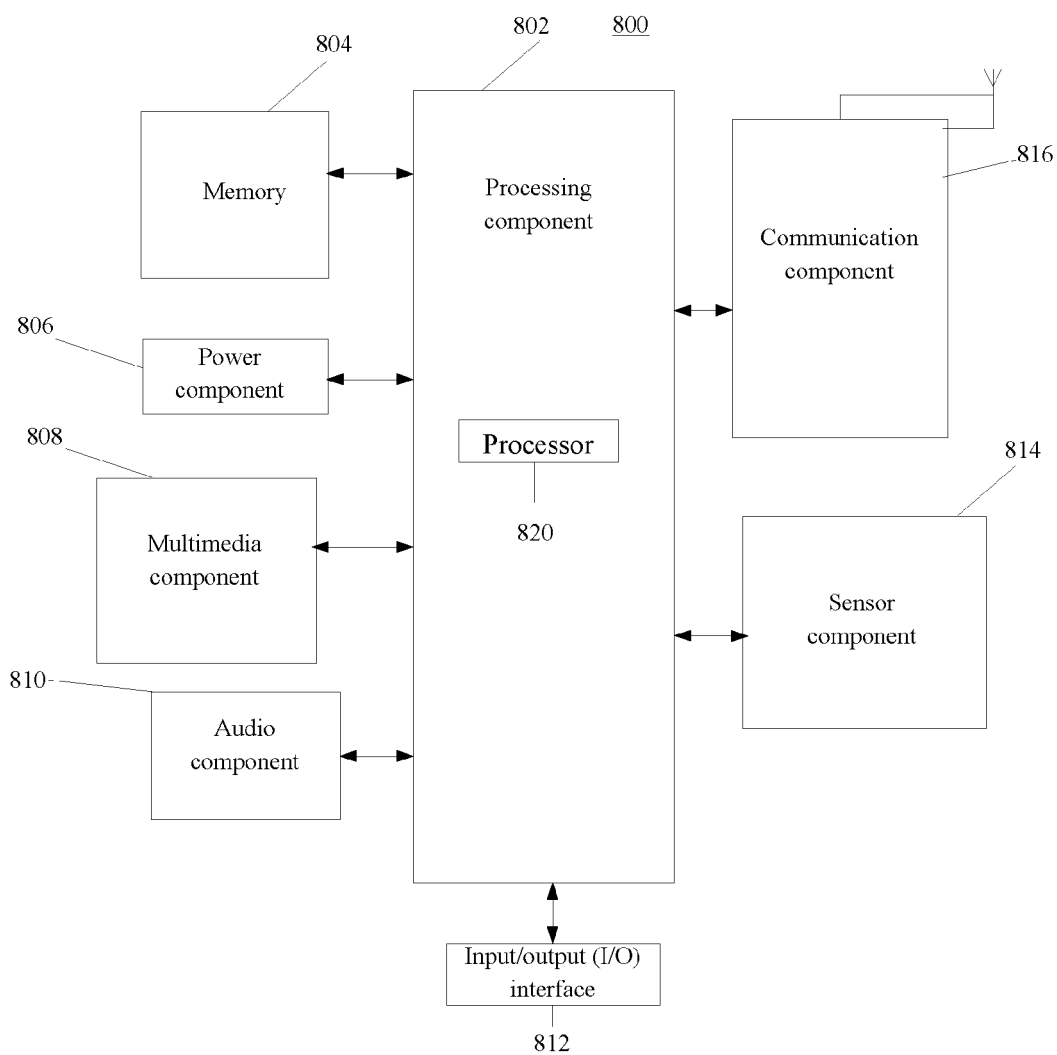 802
800
804
816
Memory
Processing
component
Communication
component
806
Power
component
808
Processor
820
814
Multimedia
component
Sensor
component
810
Audio
component
Input/output (I/O)
interface
812